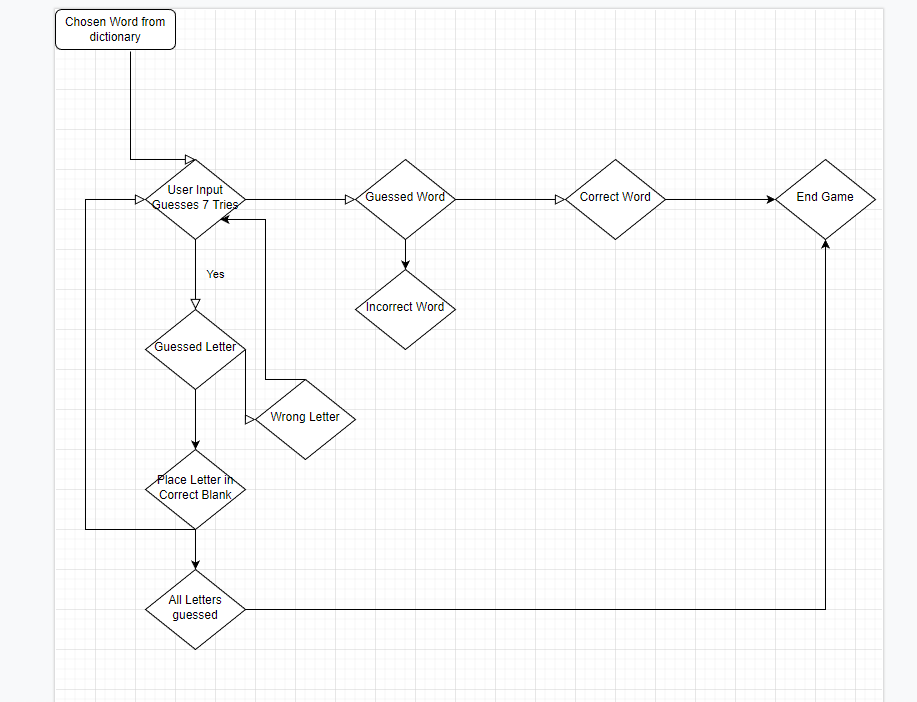 Chosen Word from
dictionary
User Input
Guesses 7 Tries
Guessed Word
Correct Word
End Game
Yes
Incorrect Word
Guessed Letter
Wrong Letter
Place Letter in
Correct Blank
All Letters
guessed